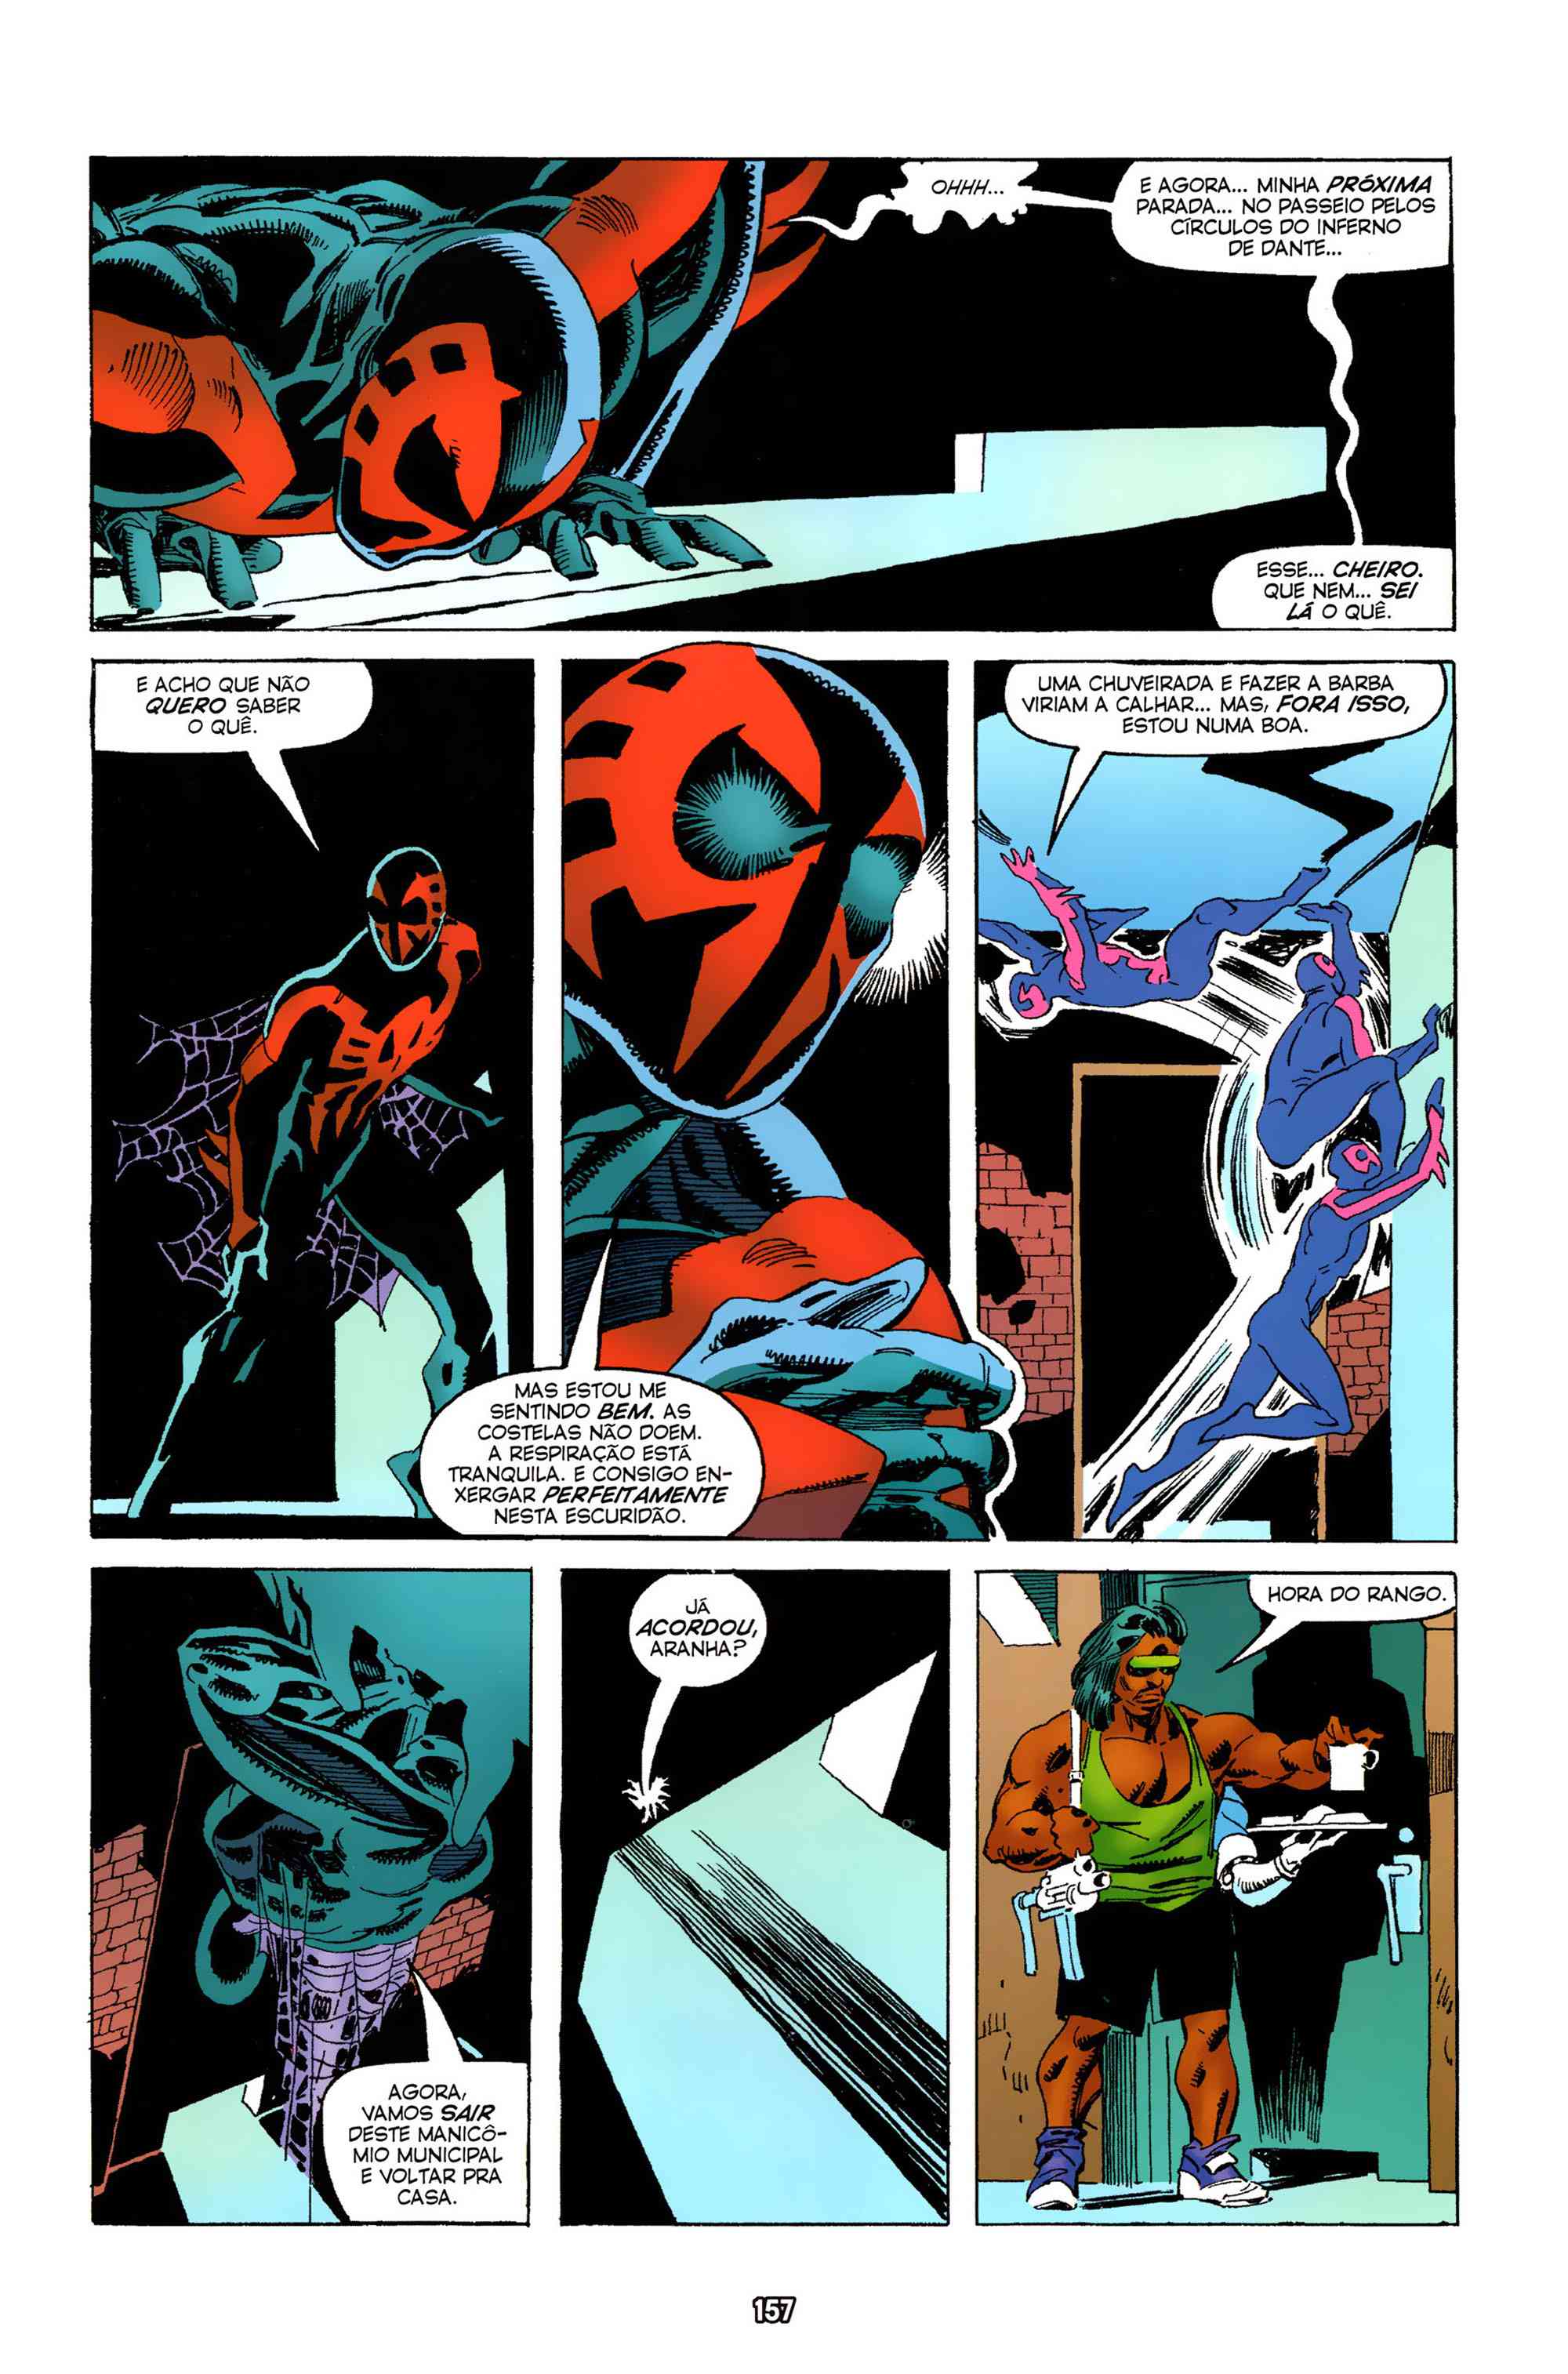 OHHH...
E AGORA... MINHA PRÓXIMA
PARADA... NO PASSEIO PELOS
CÍRCULOS DO INFERNO
DE DANTE...
ESSE... CHEIRO.
QUE NEM... SEI
LÁ O QUÊ.
E ACHO QUE NÃO
QUERO SABER
O QUÊ.
MAS ESTOU ME
SENTINDO BEM. AS
COSTELAS NÃO DOEM.
A RESPIRAÇÃO ESTÁ
TRANQUILA. E CONSIGO EN-
XERGAR PERFEITAMENTE
NESTA ESCURIDÃO.
UMA CHUVEIRADA E FAZER A BARBA
VIRIAM A CALHAR... MAS, FORA ISSO,
ESTOU NUMA BOA.
AGORA,
VAMOS SAIR
DESTE MANICÔ-
MIO MUNICIPAL
E VOLTAR PRA
CASA.
JÁ
ACORDOU,
ARANHA?
HORA DO RANGO.
157